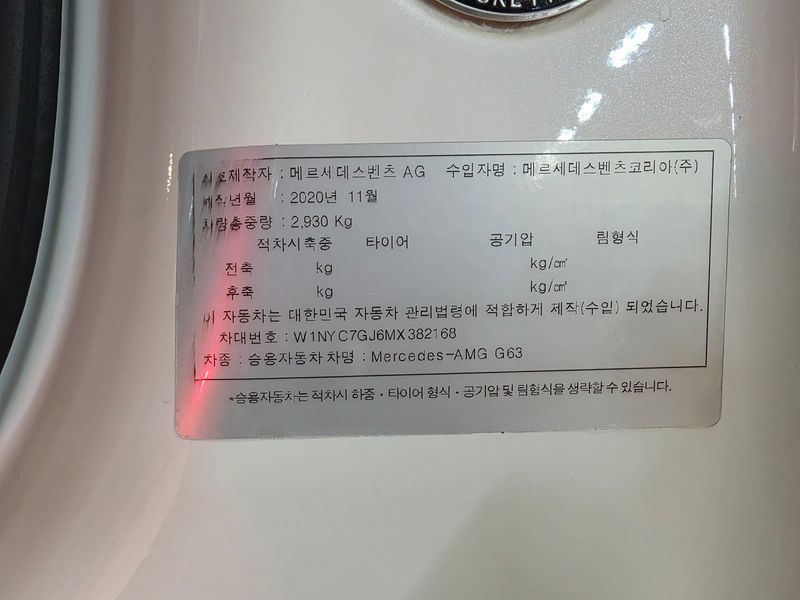 제작자 : 메르세데스벤츠 AG 수입자명 : 메르세데스벤츠코리아(주)
제작년월 : 2020년 11월
차량총중량 : 2,930 Kg
적차시축중 타이어 공기압 림형식
전축 kg kg/㎠
후축 kg kg/㎠
이 자동차는 대한민국 자동차 관리법령에 적합하게 제작(수입) 되었습니다.
차대번호 : W1NYC7GJ6MX382168
차종 : 승용자동차 차명 : Mercedes-AMG G63
*승용자동차는 적차시 하중·타이어 형식·공기압 및 림형식을 생략할 수 있습니다.